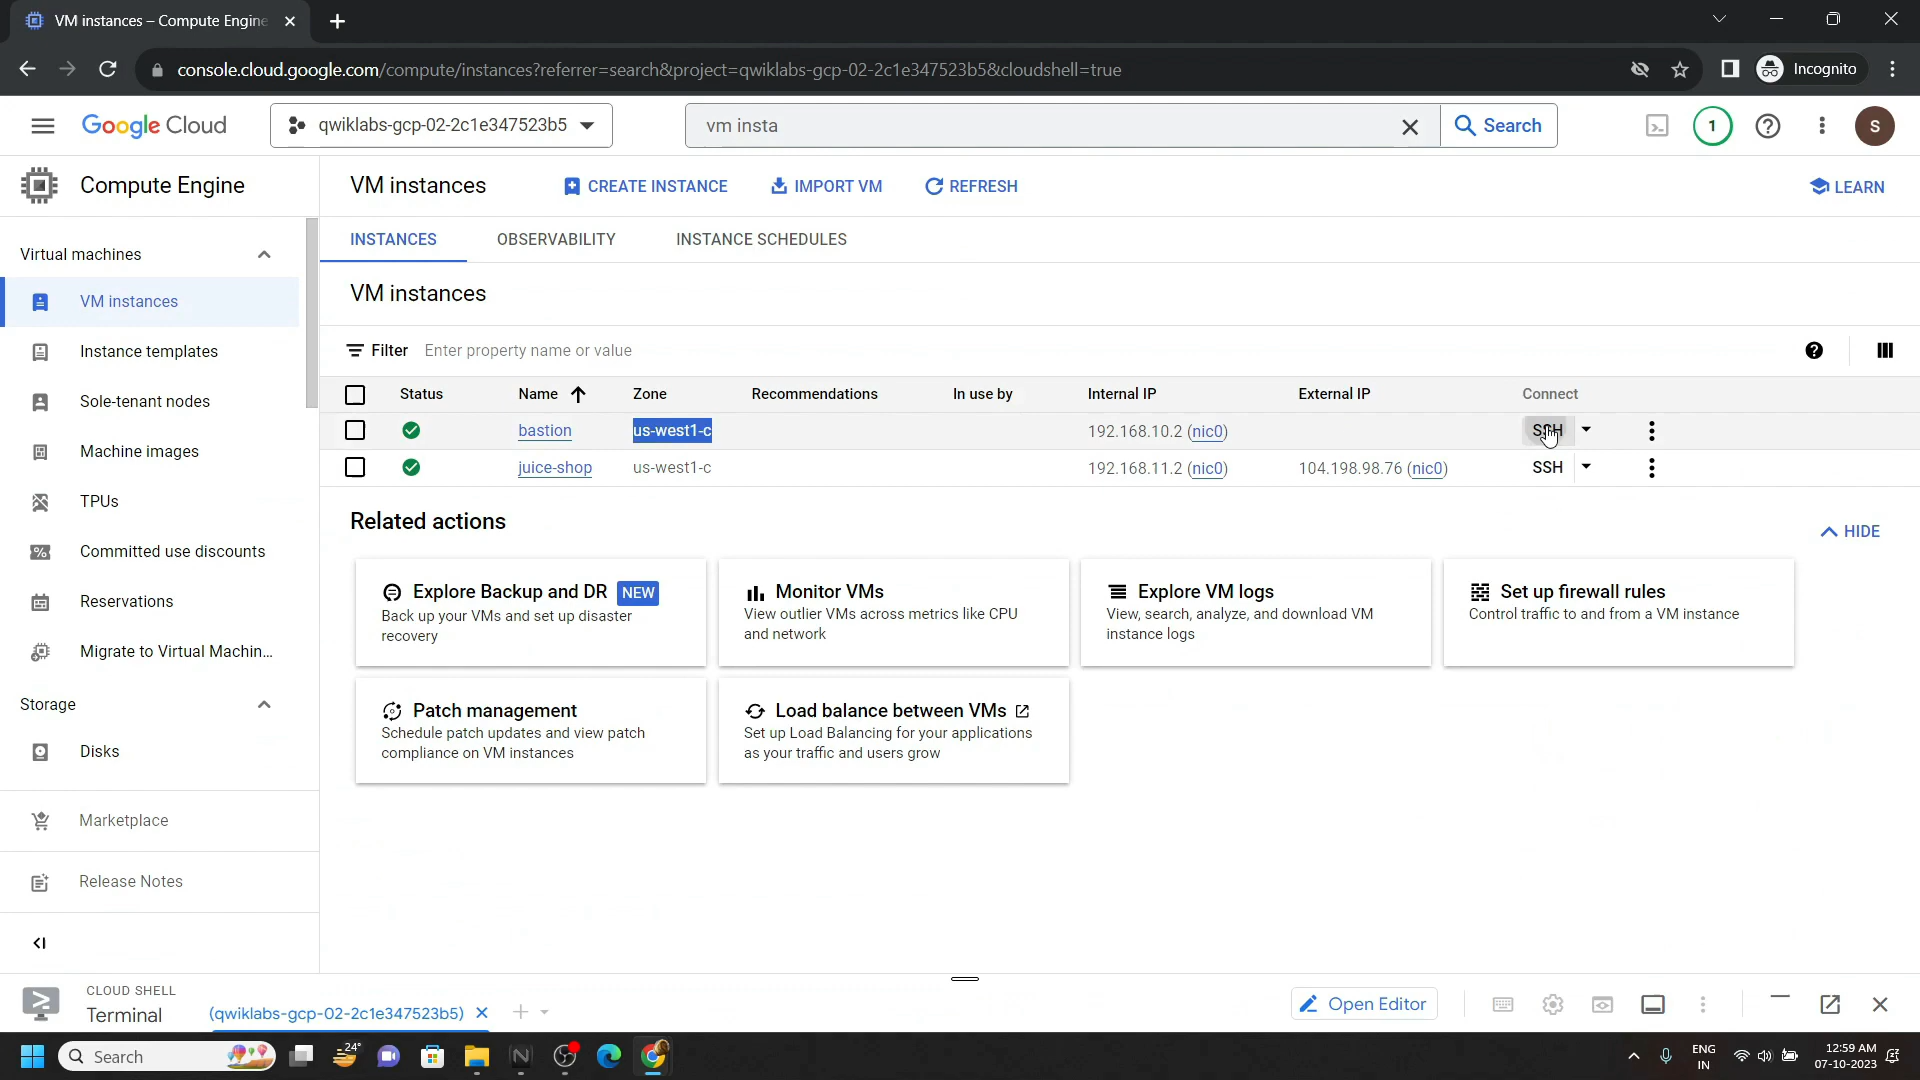 VM instances – Compute Engine
console.cloud.google.com/compute/instances?referrer=search&project=qwiklabs-gcp-02-2c1e347523b5&cloudshell=true
Incognito
Google Cloud
qwiklabs-gcp-02-2c1e347523b5
vm insta
Search
1
S
Compute Engine
VM instances
CREATE INSTANCE
IMPORT VM
REFRESH
LEARN
Virtual machines
VM instances
Instance templates
Sole-tenant nodes
Machine images
TPUs
Committed use discounts
Reservations
Migrate to Virtual Machin...
Storage
Disks
Marketplace
Release Notes
INSTANCES OBSERVABILITY INSTANCE SCHEDULES
VM instances
Filter Enter property name or value
Status Name Zone Recommendations In use by Internal IP External IP Connect
bastion us-west1-c 192.168.10.2 (nic0) SSH
juice-shop us-west1-c 192.168.11.2 (nic0) 104.198.98.76 (nic0) SSH
Related actions
HIDE
Explore Backup and DR NEW
Back up your VMs and set up disaster
recovery
Monitor VMs
View outlier VMs across metrics like CPU
and network
Explore VM logs
View, search, analyze, and download VM
instance logs
Set up firewall rules
Control traffic to and from a VM instance
Patch management
Schedule patch updates and view patch
compliance on VM instances
Load balance between VMs
Set up Load Balancing for your applications
as your traffic and users grow
CLOUD SHELL
Terminal
(qwiklabs-gcp-02-2c1e347523b5)
Open Editor
Search
24°
ENG
IN
12:59 AM
07-10-2023